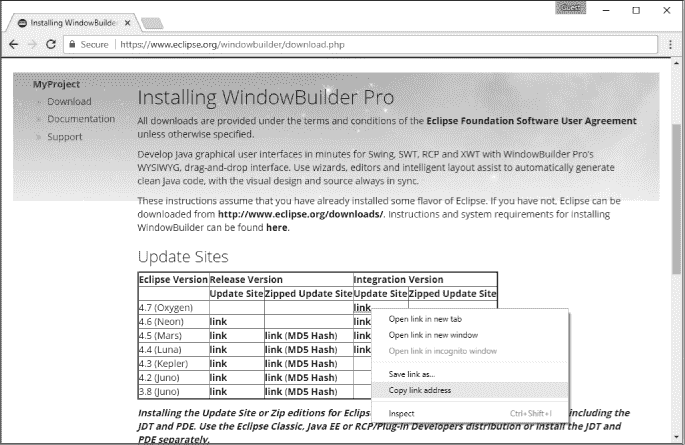 Guest
Installing WindowBuilde
Secure https://www.eclipse.org/windowbuilder/download.php
MyProject
Download
Documentation
Support
Installing WindowBuilder Pro
All downloads are provided under the terms and conditions of the Eclipse Foundation Software User Agreement
unless otherwise specified.
Develop Java graphical user interfaces in minutes for Swing, SWT, RCP and XWT with WindowBuilder Pro's
WYSIWYG, drag-and-drop interface. Use wizards, editors and intelligent layout assist to automatically generate
clean Java code, with the visual design and source always in sync.
These instructions assume that you have already installed some flavor of Eclipse. If you have not, Eclipse can be
downloaded from http://www.eclipse.org/downloads/. Instructions and system requirements for installing
WindowBuilder can be found here.
Update Sites
Eclipse Version Release Version Integration Version
Update Site Zipped Update Site Update Site Zipped Update Site
4.7 (Oxygen) link
4.6 (Neon) link link
4.5 (Mars) link link (MD5 Hash) link
4.4 (Luna) link link (MD5 Hash) link
4.3 (Kepler) link link (MD5 Hash)
4.2 (Juno) link link (MD5 Hash)
3.8 (Juno) link link (MD5 Hash)
Open link in new tab
Open link in new window
Open link in incognito window
Save link as...
Copy link address
Inspect Ctrl+Shift+I
Installing the Update Site or Zip editions for Eclips including the
JDT and PDE. Use the Eclipse Classic, Java EE or RCP/Plug-in Developers distribution or install the JDT and
PDE separately.